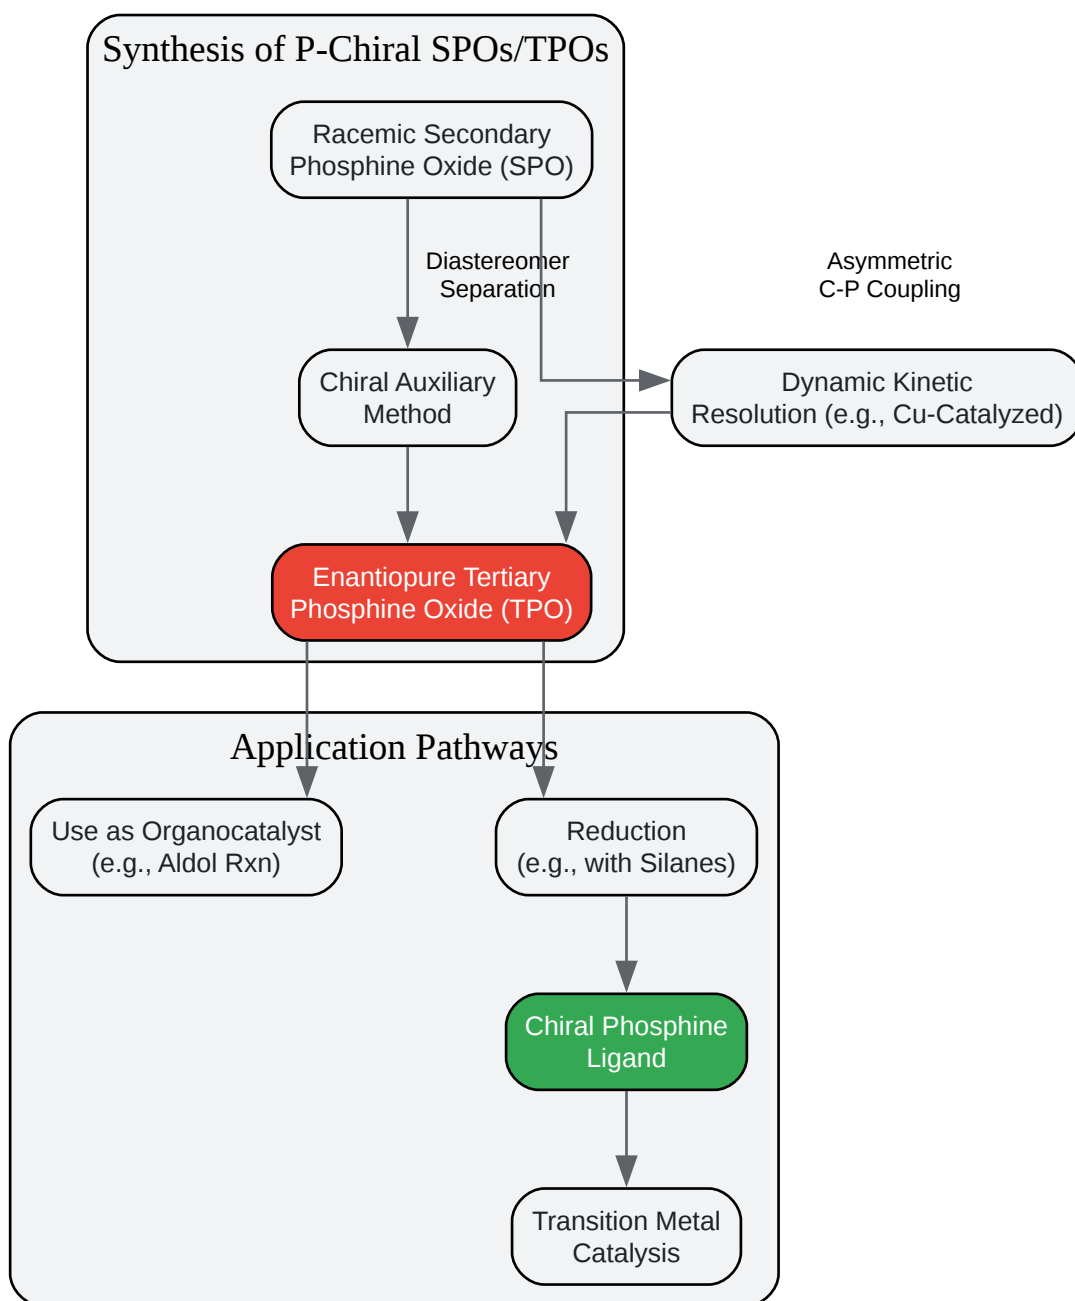 Synthesis of P-Chiral SPOs/TPOs
Racemic Secondary
Phosphine Oxide (SPO)
Diastereomer
Separation
Asymmetric
C-P Coupling
Chiral Auxiliary
Method
Dynamic Kinetic
Resolution (e.g., Cu-Catalyzed)
Enantiopure Tertiary
Phosphine Oxide (TPO)
Application Pathways
Use as Organocatalyst
(e.g., Aldol Rxn)
Reduction
(e.g., with Silanes)
Chiral Phosphine
Ligand
Transition Metal
Catalysis